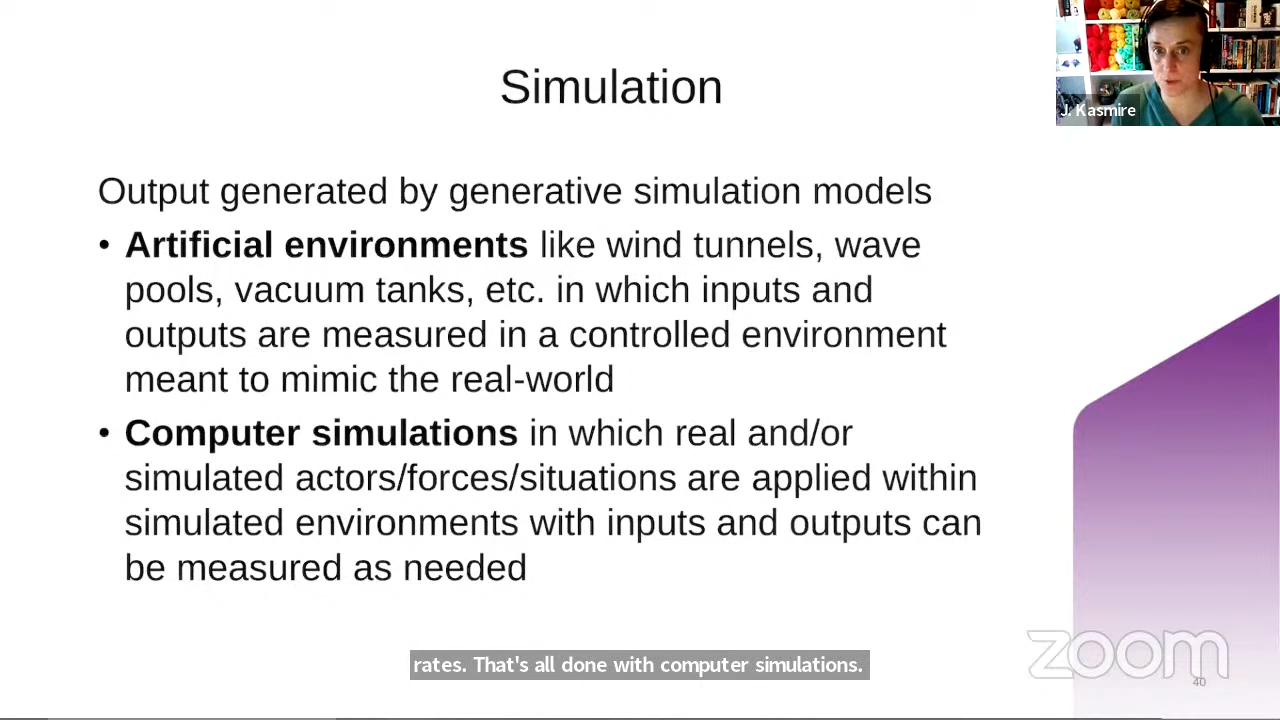 Simulation
J. Kasmire
Output generated by generative simulation models
• Artificial environments like wind tunnels, wave
pools, vacuum tanks, etc. in which inputs and
outputs are measured in a controlled environment
meant to mimic the real-world
• Computer simulations in which real and/or
simulated actors/forces/situations are applied within
simulated environments with inputs and outputs can
be measured as needed
rates. That's all done with computer simulations.
zoom
40